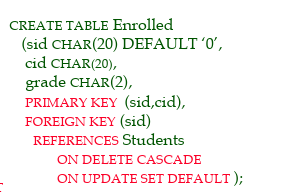 CREATE TABLE Enrolled
(sid CHAR(20) DEFAULT ‘0’,
cid CHAR(20),
grade CHAR(2),
PRIMARY KEY (sid,cid),
FOREIGN KEY (sid)
REFERENCES Students
ON DELETE CASCADE
ON UPDATE SET DEFAULT );